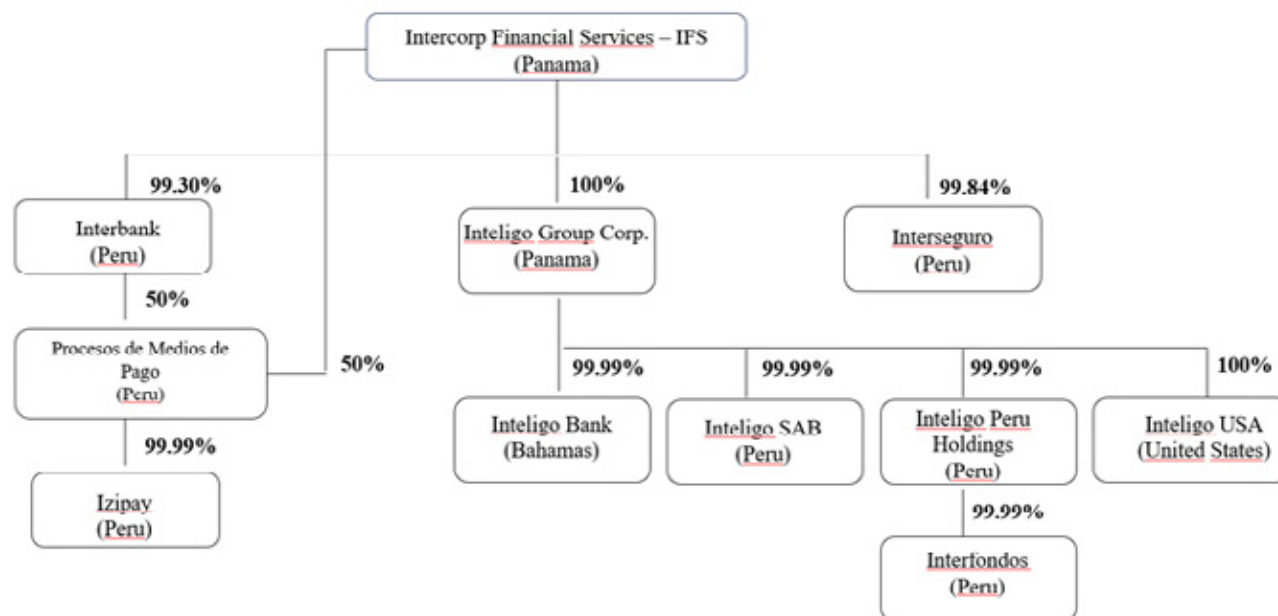 Intercorp Financial Services – IFS
(Panama)
99.30%
100%
99.84%
Interbank
(Peru)
Inteligo Group Corp.
(Panama)
Interseguro
(Peru)
50%
Procesos de Medios de
Pago
(Peru)
50%
99.99%
99.99%
99.99%
100%
Inteligo Bank
(Bahamas)
Inteligo SAB
(Peru)
Inteligo Peru
Holdings
(Peru)
Inteligo USA
(United States)
99.99%
Izipay
(Peru)
99.99%
Interfondos
(Peru)